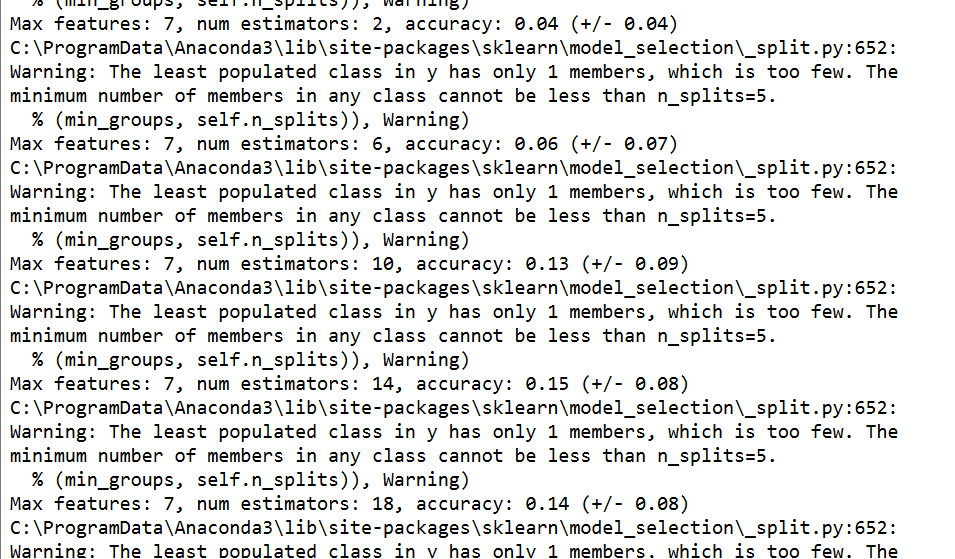 % (min_groups, self.n_splits)), Warning)
Max features: 7, num estimators: 2, accuracy: 0.04 (+/- 0.04)
C:\ProgramData\Anaconda3\lib\site-packages\sklearn\model_selection\_split.py:652:
Warning: The least populated class in y has only 1 members, which is too few. The
minimum number of members in any class cannot be less than n_splits=5.
  % (min_groups, self.n_splits)), Warning)
Max features: 7, num estimators: 6, accuracy: 0.06 (+/- 0.07)
C:\ProgramData\Anaconda3\lib\site-packages\sklearn\model_selection\_split.py:652:
Warning: The least populated class in y has only 1 members, which is too few. The
minimum number of members in any class cannot be less than n_splits=5.
  % (min_groups, self.n_splits)), Warning)
Max features: 7, num estimators: 10, accuracy: 0.13 (+/- 0.09)
C:\ProgramData\Anaconda3\lib\site-packages\sklearn\model_selection\_split.py:652:
Warning: The least populated class in y has only 1 members, which is too few. The
minimum number of members in any class cannot be less than n_splits=5.
  % (min_groups, self.n_splits)), Warning)
Max features: 7, num estimators: 14, accuracy: 0.15 (+/- 0.08)
C:\ProgramData\Anaconda3\lib\site-packages\sklearn\model_selection\_split.py:652:
Warning: The least populated class in y has only 1 members, which is too few. The
minimum number of members in any class cannot be less than n_splits=5.
  % (min_groups, self.n_splits)), Warning)
Max features: 7, num estimators: 18, accuracy: 0.14 (+/- 0.08)
C:\ProgramData\Anaconda3\lib\site-packages\sklearn\model_selection\_split.py:652:
Warning: The least populated class in y has only 1 members, which is too few. The